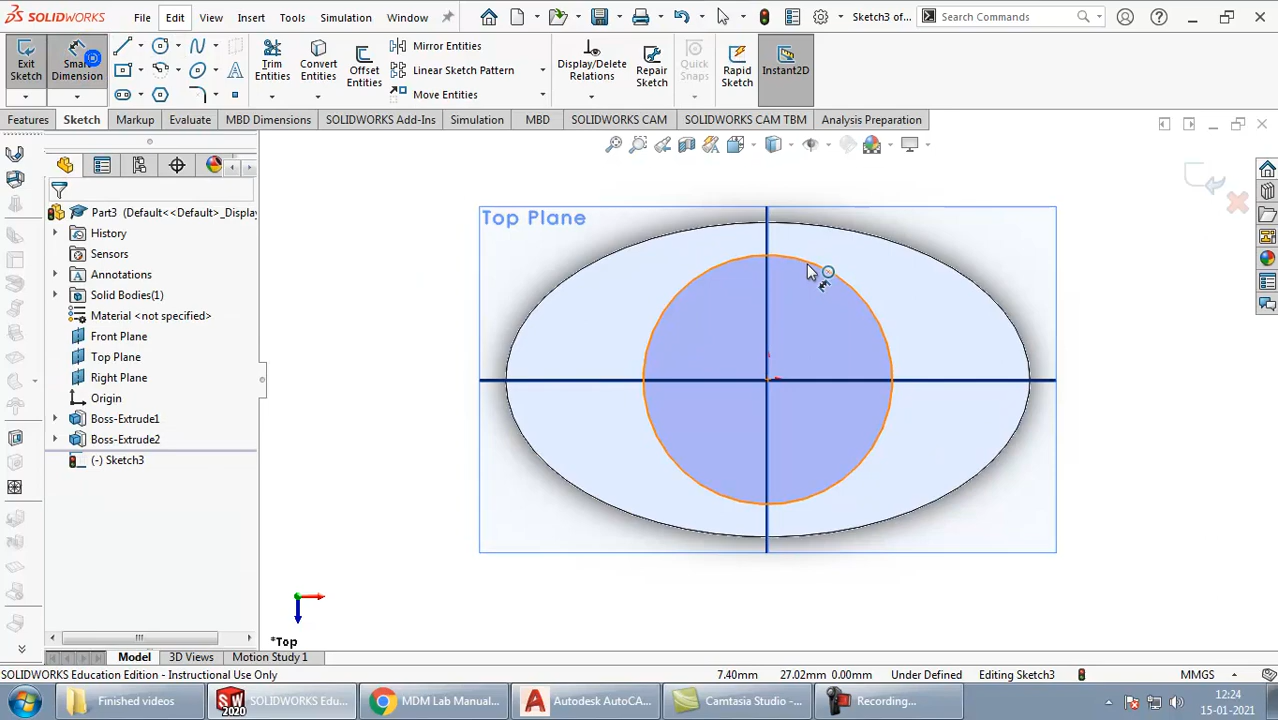 SOLIDWORKS
File
Edit
View
Insert
Tools
Simulation
Window
Sketch3 of...
Search Commands
Exit Sketch
Smart Dimension
Trim Entities
Convert Entities
Offset Entities
Mirror Entities
Linear Sketch Pattern
Move Entities
Display/Delete Relations
Repair Sketch
Quick Snaps
Rapid Sketch
Instant2D
Features
Sketch
Markup
Evaluate
MBD Dimensions
SOLIDWORKS Add-Ins
Simulation
MBD
SOLIDWORKS CAM
SOLIDWORKS CAM TBM
Analysis Preparation
Part3 (Default<<Default>_Display
History
Sensors
Annotations
Solid Bodies(1)
Material <not specified>
Front Plane
Top Plane
Right Plane
Origin
Boss-Extrude1
Boss-Extrude2
(-) Sketch3
Top Plane
*Top
Model
3D Views
Motion Study 1
SOLIDWORKS Education Edition - Instructional Use Only
7.40mm
27.02mm
0.00mm
Under Defined
Editing Sketch3
MMGS
Finished videos
SW 2020
SOLIDWORKS Edu...
MDM Lab Manual...
Autodesk AutoCA...
Camtasia Studio -...
Recording...
12:24
15-01-2021